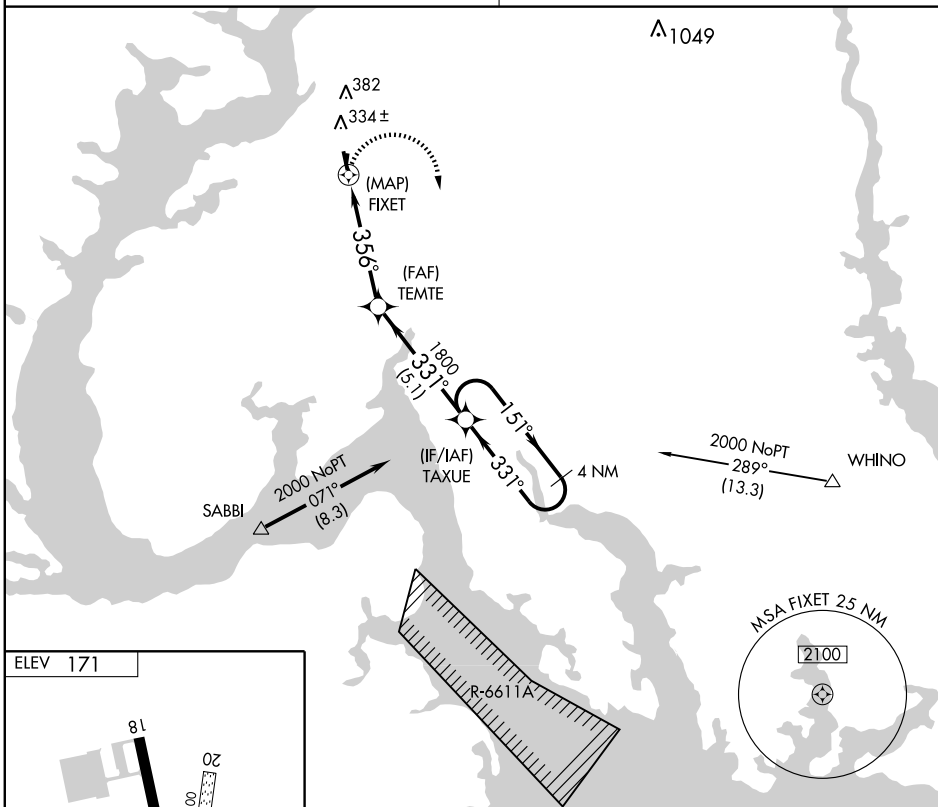 1049
382
334 ±
(MAP)
FIXET
356°
(FAF)
TEMTE
1800
331°
(5.1)
151°
(IF/IAF)
TAXUE
331°
4 NM
2000 NoPT
289°
(13.3)
WHINO
2000 NoPT
071°
(8.3)
SABBI
MSA FIXET 25 NM
2100
R-6611A
ELEV 171
18
20